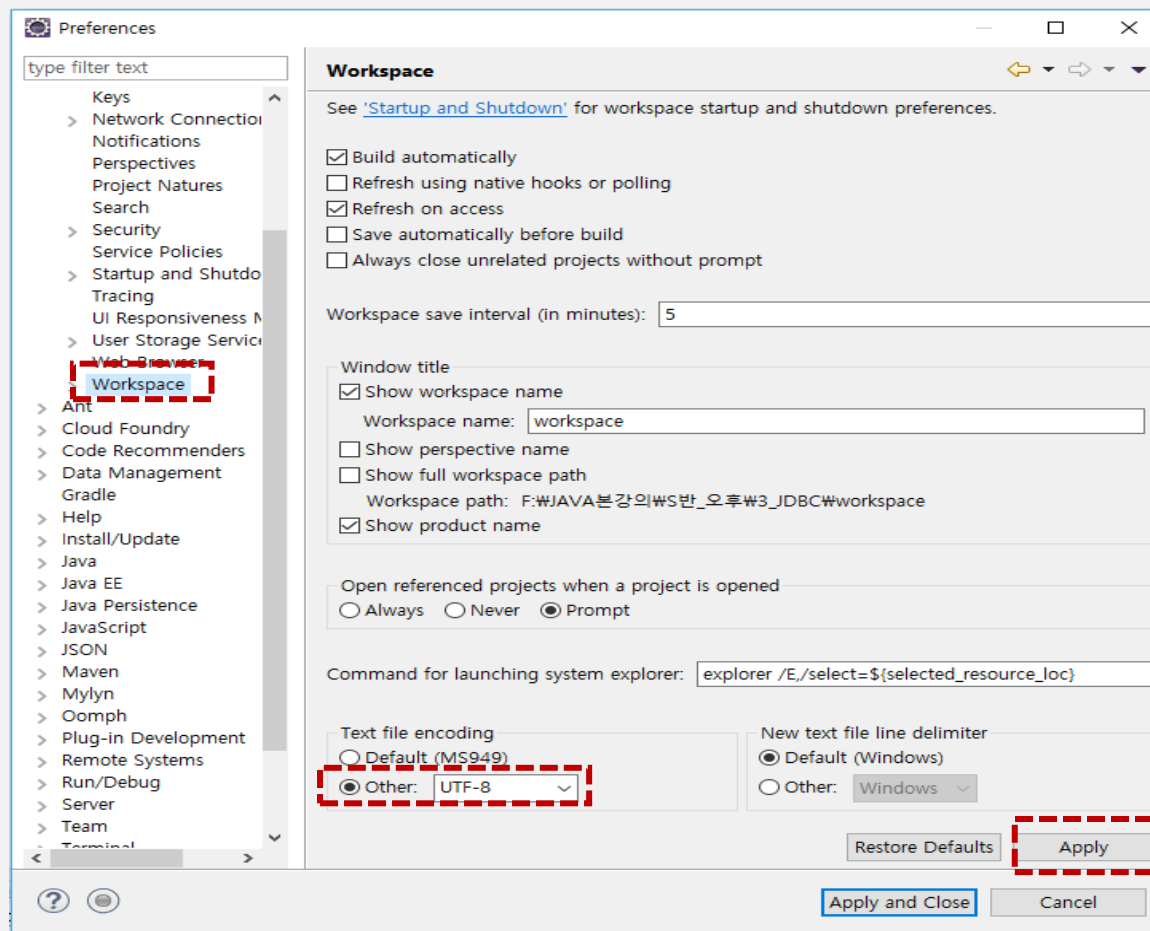 Preferences
type filter text
Keys
Network Connection
Notifications
Perspectives
Project Natures
Search
Security
Service Policies
Startup and Shutdo
Tracing
UI Responsiveness M
User Storage Service
Web Browser
Workspace
Ant
Cloud Foundry
Code Recommenders
Data Management
Gradle
Help
Install/Update
Java
Java EE
Java Persistence
JavaScript
JSON
Maven
Mylyn
Oomph
Plug-in Development
Remote Systems
Run/Debug
Server
Team
Terminal
Workspace
See 'Startup and Shutdown' for workspace startup and shutdown preferences.
Build automatically
Refresh using native hooks or polling
Refresh on access
Save automatically before build
Always close unrelated projects without prompt
Workspace save interval (in minutes): 5
Window title
Show workspace name
Workspace name: workspace
Show perspective name
Show full workspace path
Workspace path: F:₩JAVA본강의₩S반_오후₩3_JDBC₩workspace
Show product name
Open referenced projects when a project is opened
Always Never Prompt
Command for launching system explorer: explorer /E,/select=${selected_resource_loc}
Text file encoding
Default (MS949)
Other: UTF-8
New text file line delimiter
Default (Windows)
Other: Windows
Restore Defaults Apply
Apply and Close Cancel